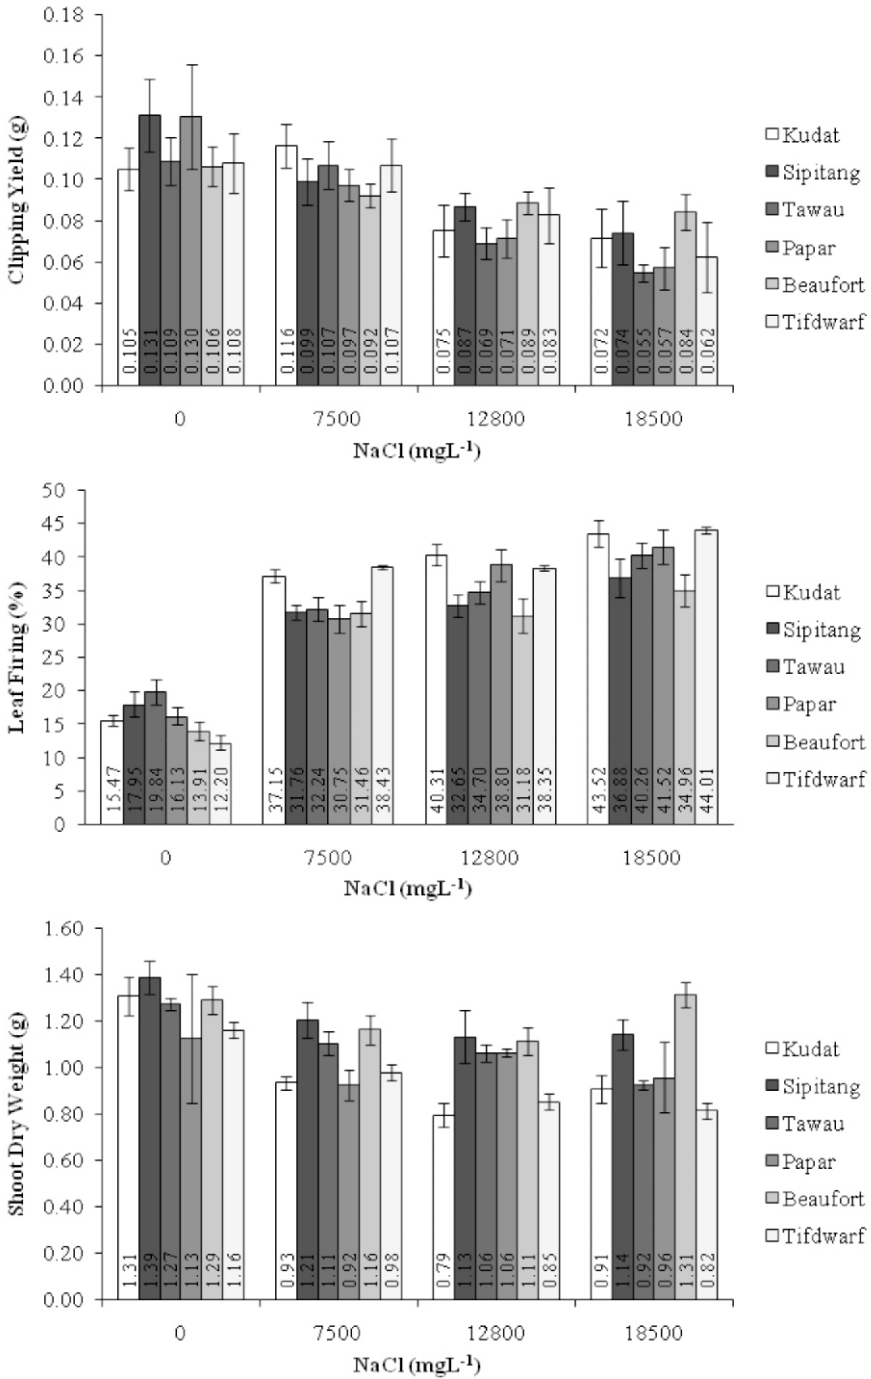 0.18
0.16
0.14
0.12
0.10
0.08
0.06
0.04
0.02
0.00
Clipping Yield (g)
0.105 0.131 0.109 0.130 0.106 0.108
0.116 0.099 0.107 0.097 0.092 0.107
0.075 0.087 0.069 0.071 0.089 0.083
0.072 0.074 0.055 0.057 0.084 0.062
0 7500 12800 18500
NaCl (mgL⁻¹)
Kudat
Sipitang
Tawau
Papar
Beaufort
Tifdwarf
50
45
40
35
30
25
20
15
10
5
0
Leaf Firing (%)
15.47 17.95 19.84 16.13 13.91 12.20
37.15 31.76 32.24 30.75 31.46 38.43
40.31 32.65 34.70 38.80 31.18 38.35
43.52 36.88 40.26 41.52 34.96 44.01
0 7500 12800 18500
NaCl (mgL⁻¹)
Kudat
Sipitang
Tawau
Papar
Beaufort
Tifdwarf
1.60
1.40
1.20
1.00
0.80
0.60
0.40
0.20
0.00
Shoot Dry Weight (g)
1.31 1.39 1.27 1.13 1.29 1.16
0.93 1.21 1.11 0.92 1.16 0.98
0.79 1.13 1.06 1.06 1.11 0.85
0.91 1.14 0.92 0.96 1.31 0.82
0 7500 12800 18500
NaCl (mgL⁻¹)
Kudat
Sipitang
Tawau
Papar
Beaufort
Tifdwarf